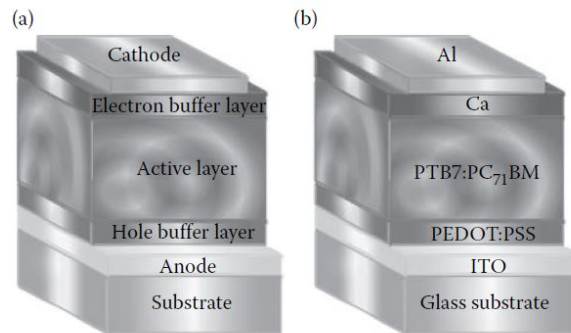 (a)
Cathode
Electron buffer layer
Active layer
Hole buffer layer
Anode
Substrate
(b)
Al
Ca
PTB7:PC71BM
PEDOT:PSS
ITO
Glass substrate